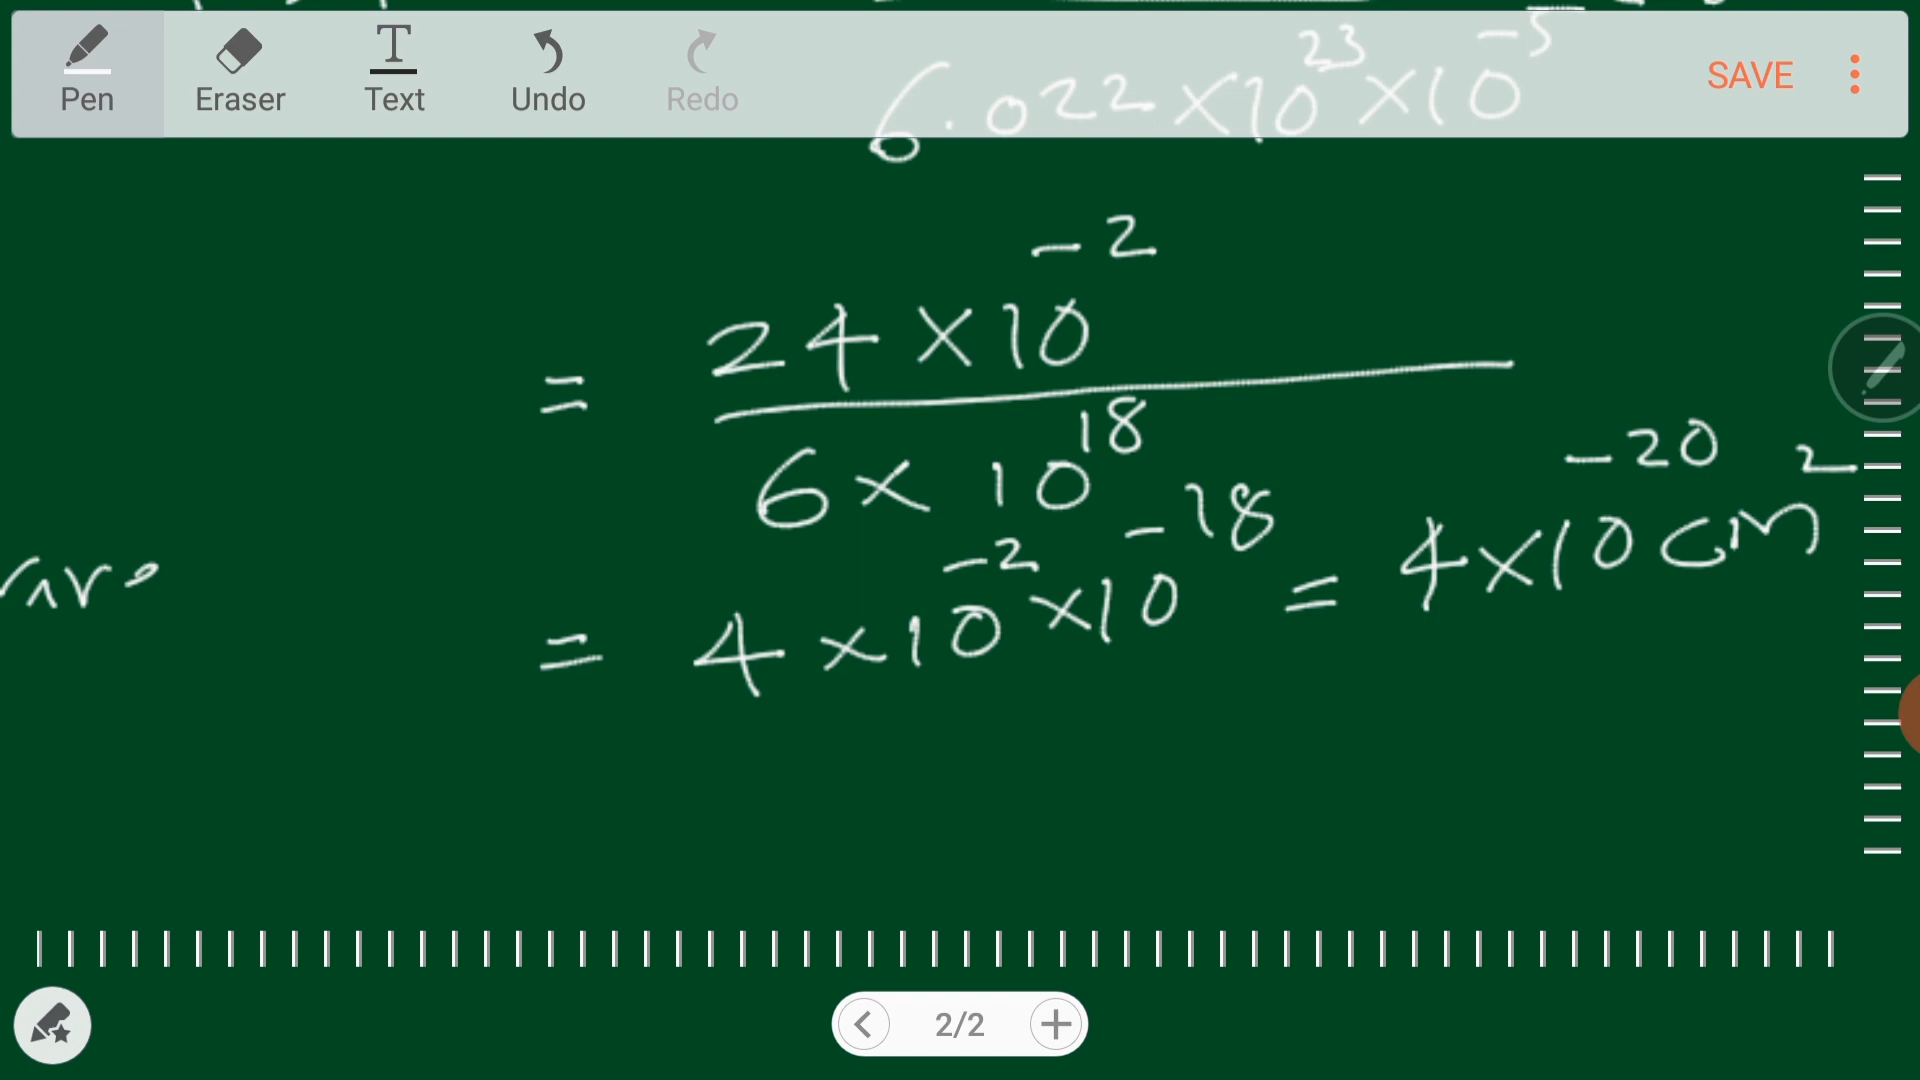 Pen Eraser Text Undo Redo SAVE
6.022×10²³×10⁻⁵
= 24×10⁻² / 6×10¹⁸
= 4×10⁻²×10⁻¹⁸ = 4×10⁻²⁰ cm²
2/2